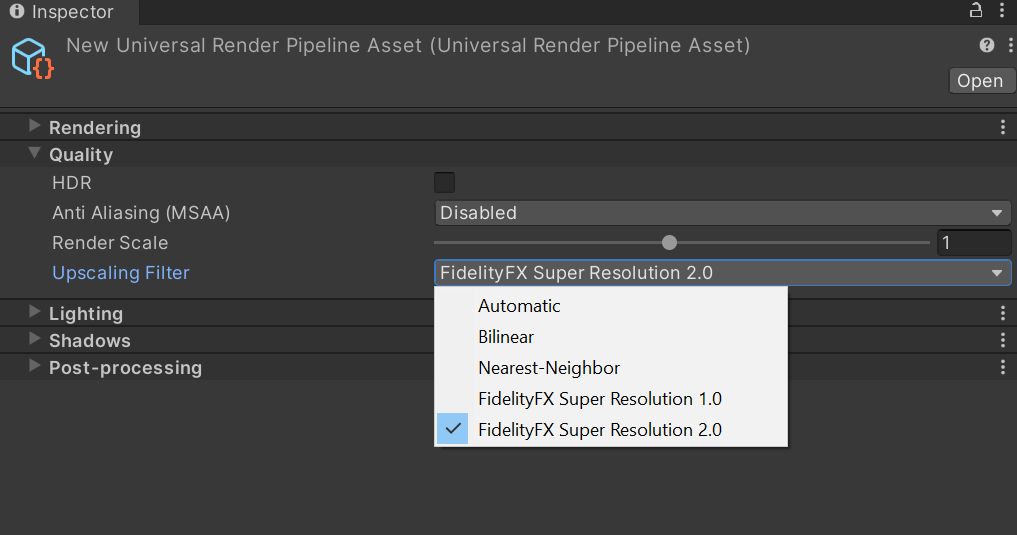 Inspector
New Universal Render Pipeline Asset (Universal Render Pipeline Asset)
Open
Rendering
Quality
HDR
Anti Aliasing (MSAA) Disabled
Render Scale 1
Upscaling Filter FidelityFX Super Resolution 2.0
Automatic
Bilinear
Nearest-Neighbor
FidelityFX Super Resolution 1.0
FidelityFX Super Resolution 2.0
Lighting
Shadows
Post-processing